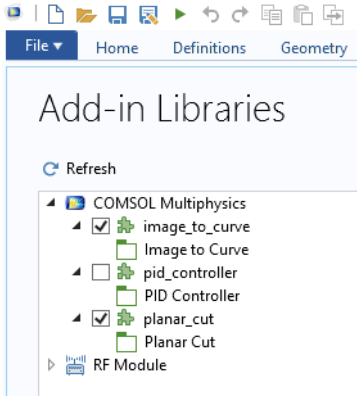 File
Home
Definitions
Geometry
Add-in Libraries
Refresh
COMSOL Multiphysics
image_to_curve
Image to Curve
pid_controller
PID Controller
planar_cut
Planar Cut
RF Module